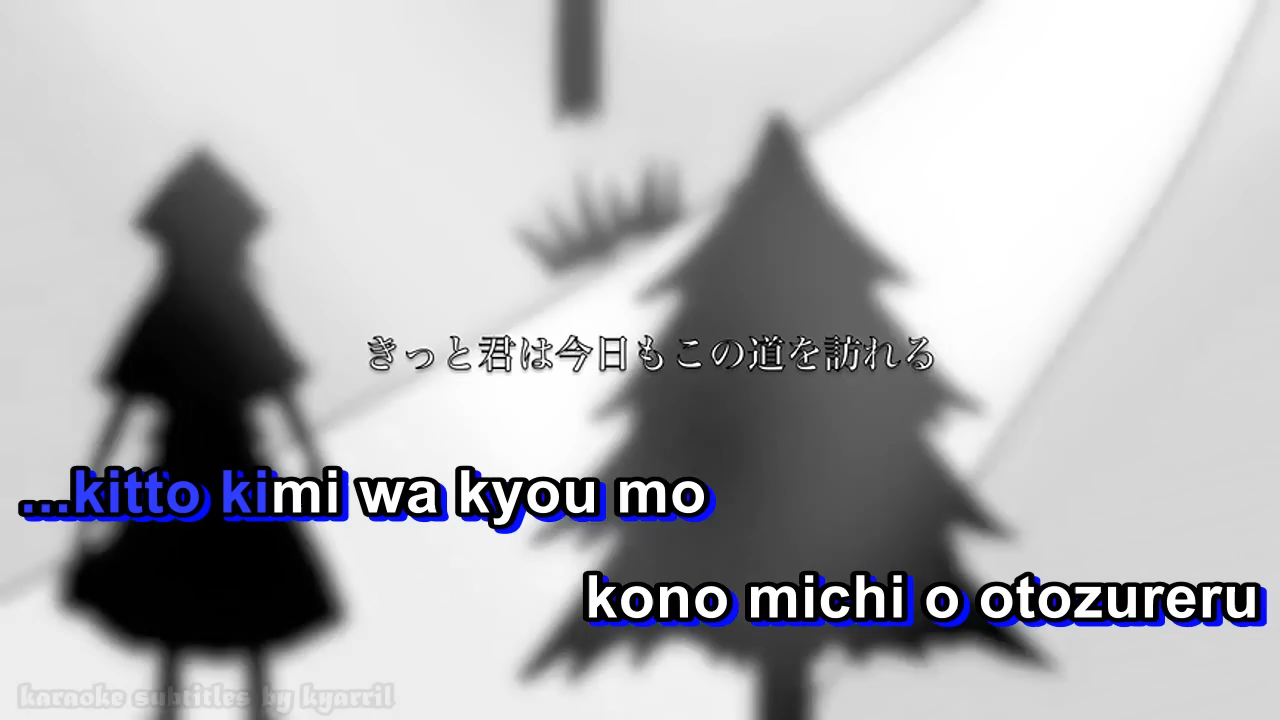 きっと君は今日もこの道を訪れる
...kitto kimi wa kyou mo
kono michi o otozureru
karaoke subtitles by kyarril